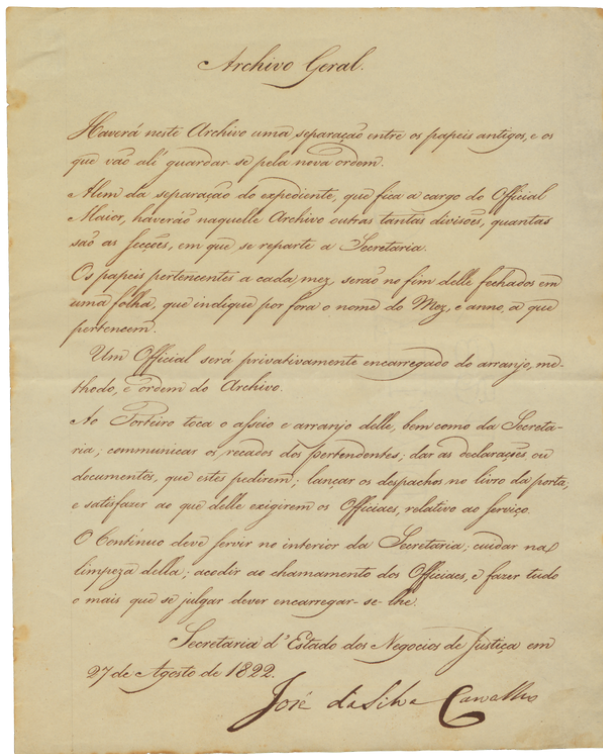 Archivo Geral.
Haverá neste Archivo uma separação entre os papeis antigos, e os
que vão alí guardar-se pela nova ordem.
Alem da separação do expediente, que fica a cargo do Official
Maior, haverão naquelle Archivo outras tantas divisões, quantas
são as Secções, em que se reparte a Secretaria.
Os papeis pertencentes a cada mez, serão no fim delle fechados em
uma folha, que indique por fóra o nome do Mez, e anno, a que
pertencem.
Um Official será privativamente encarregado do arranjo, me-
thodo, e ordem do Archivo.
Ao Porteiro toca o asseio e arranjo delle, bem como da Secreta-
ria; communicar os recados dos pertendentes; dar as declarações, ou
documentos, que estes pedirem; lançar os despachos no livro da porta;
e satisfazer ao que delle exigirem os Officiaes, relativo ao serviço.
O Continuo deve servir no interior da Secretaria; cuidar na
limpeza della; acodir ao chamamento dos Officiaes, e fazer tudo
o mais que se julgar dever encarregar-se-lhe.
Secretaria d'Estado dos Negocios de Justiça em
27 de Agosto de 1822.
José da Silva Carvalho